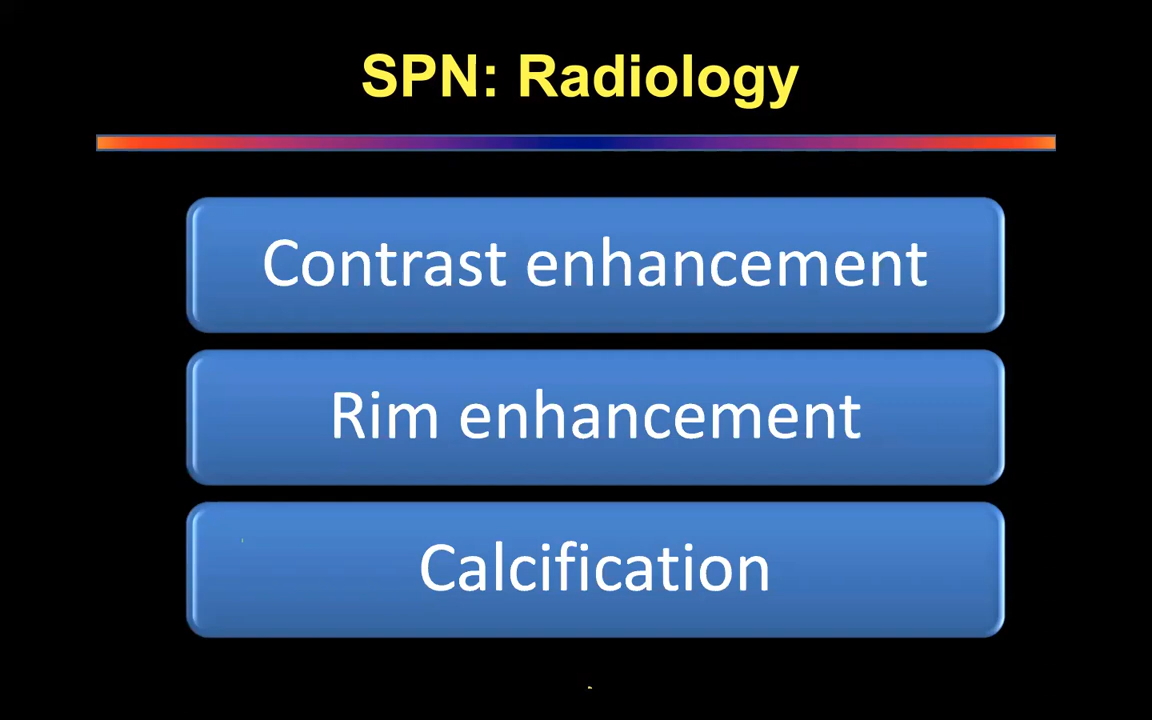 SPN: Radiology
Contrast enhancement
Rim enhancement
Calcification